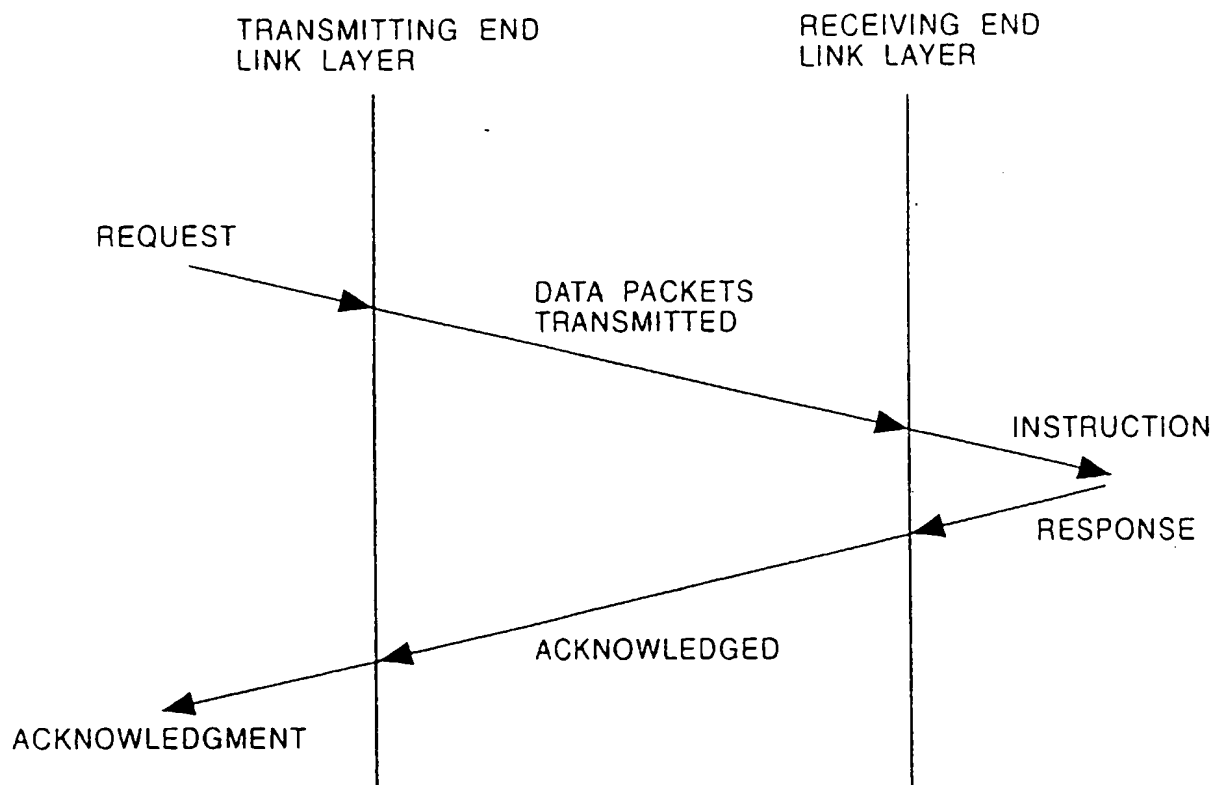 TRANSMITTING END
LINK LAYER
RECEIVING END
LINK LAYER
REQUEST
DATA PACKETS
TRANSMITTED
INSTRUCTION
RESPONSE
ACKNOWLEDGED
ACKNOWLEDGMENT